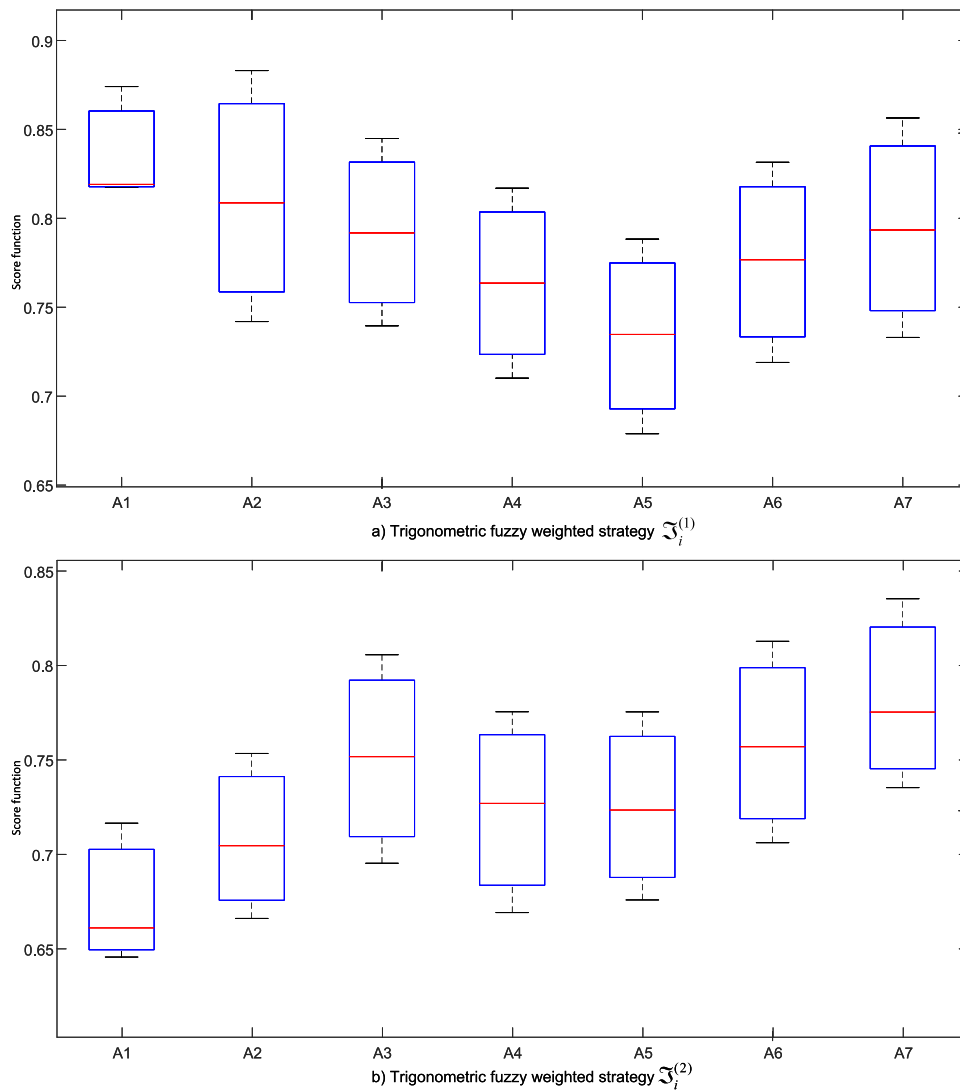 0.9
0.85
0.8
0.75
0.7
0.65
Score function
A1 A2 A3 A4 A5 A6 A7
a) Trigonometric fuzzy weighted strategy ℑᵢ⁽¹⁾
0.85
0.8
0.75
0.7
0.65
Score function
A1 A2 A3 A4 A5 A6 A7
b) Trigonometric fuzzy weighted strategy ℑᵢ⁽²⁾